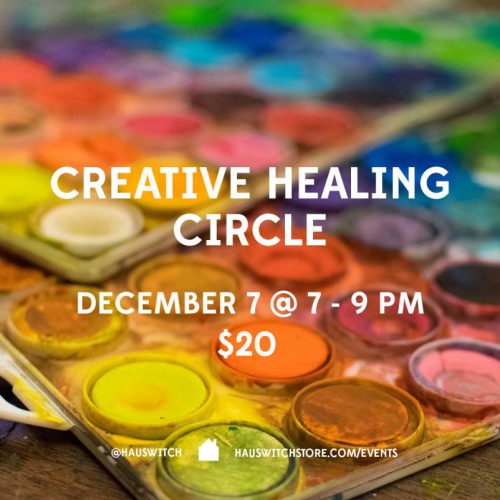 CREATIVE HEALING
CIRCLE
DECEMBER 7 @ 7 - 9 PM
$20
@HAUSWITCH HAUSWITCHSTORE.COM/EVENTS